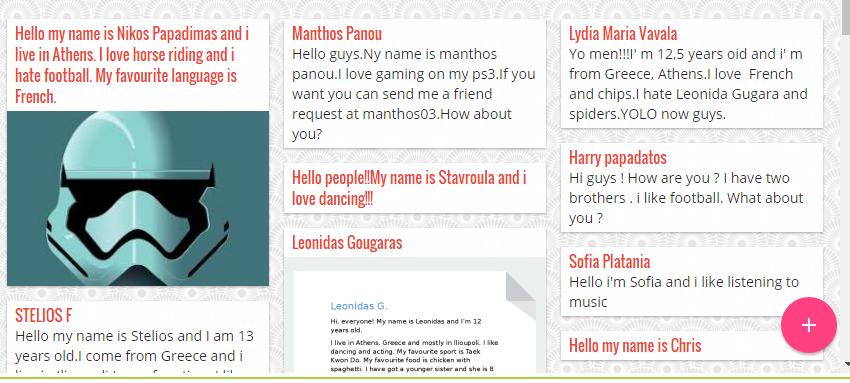 Hello my name is Nikos Papadimas and i
live in Athens. I love horse riding and i
hate football. My favourite language is
French.
STELIOS F
Hello my name is Stelios and I am 13
years old.I come from Greece and i
Manthos Panou
Hello guys.Ny name is manthos
panou.I love gaming on my ps3.If you
want you can send me a friend
request at manthos03.How about
you?
Hello people!!My name is Stavroula and i
love dancing!!!
Leonidas Gougaras
Leonidas G.
Hi, everyone! My name is Leonidas and I'm 12
years old.
I live in Athens, Greece and mostly in Ilioupoli. I like
dancing and acting. My favourite sport is Taek
Kwon Do. My favourite food is chicken with
spaghetti. I have got a younger sister and she is 8
Lydia Maria Vavala
Yo men!!!I' m 12,5 years oid and i' m
from Greece, Athens.I love French
and chips.I hate Leonida Gugara and
spiders.YOLO now guys.
Harry papadatos
Hi guys ! How are you ? I have two
brothers . i like football. What about
you ?
Sofia Platania
Hello i'm Sofia and i like listening to
music
Hello my name is Chris